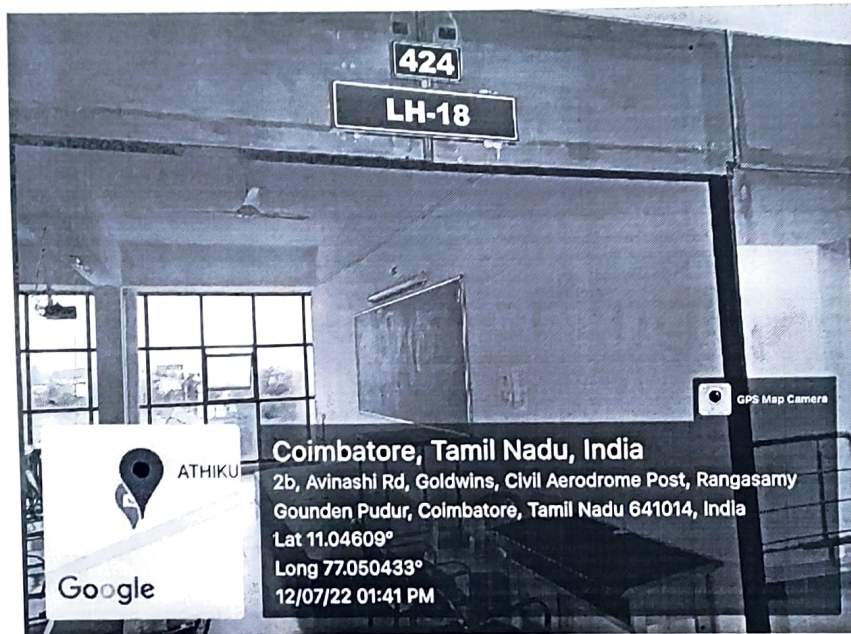 424
LH-18
GPS Map Camera
ATHIKU
Google
Coimbatore, Tamil Nadu, India
2b, Avinashi Rd, Goldwins, Civil Aerodrome Post, Rangasamy
Gounden Pudur, Coimbatore, Tamil Nadu 641014, India
Lat 11.04609°
Long 77.050433°
12/07/22 01:41 PM